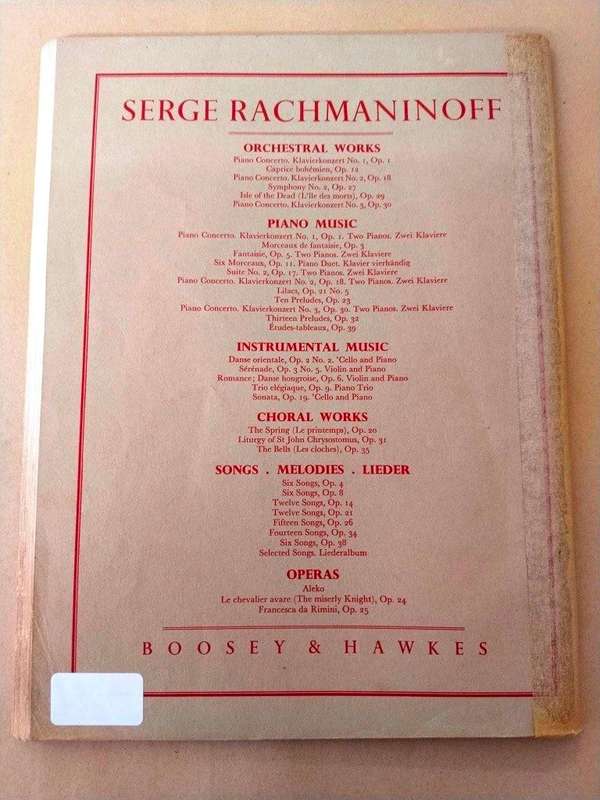 SERGE RACHMANINOFF
ORCHESTRAL WORKS
Piano Concerto. Klavierkonzert No. 1, Op. 1
Caprice bohémien, Op. 12
Piano Concerto. Klavierkonzert No. 2, Op. 18
Symphony No. 2, Op. 27
Isle of the Dead (L'île des morts), Op. 29
Piano Concerto. Klavierkonzert No. 3, Op. 30
PIANO MUSIC
Piano Concerto. Klavierkonzert No. 1, Op. 1. Two Pianos. Zwei Klaviere
Morceaux de fantaisie, Op. 3
Fantaisie, Op. 5. Two Pianos. Zwei Klaviere
Six Morceaux, Op. 11. Piano Duet. Klavier vierhändig
Suite No. 2, Op. 17. Two Pianos. Zwei Klaviere
Piano Concerto. Klavierkonzert No. 2, Op. 18. Two Pianos. Zwei Klaviere
Lilacs, Op. 21 No. 5
Ten Preludes, Op. 23
Piano Concerto. Klavierkonzert No. 3, Op. 30. Two Pianos. Zwei Klaviere
Thirteen Preludes, Op. 32
Études-tableaux, Op. 39
INSTRUMENTAL MUSIC
Danse orientale, Op. 2 No. 2. 'Cello and Piano
Sérénade, Op. 3 No. 5. Violin and Piano
Romance; Danse hongroise, Op. 6. Violin and Piano
Trio élégiaque, Op. 9. Piano Trio
Sonata, Op. 19. 'Cello and Piano
CHORAL WORKS
The Spring (Le printemps), Op. 20
Liturgy of St John Chrysostomus, Op. 31
The Bells (Les cloches), Op. 35
SONGS . MELODIES . LIEDER
Six Songs, Op. 4
Six Songs, Op. 8
Twelve Songs, Op. 14
Twelve Songs, Op. 21
Fifteen Songs, Op. 26
Fourteen Songs, Op. 34
Six Songs, Op. 38
Selected Songs. Liederalbum
OPERAS
Aleko
Le chevalier avare (The miserly Knight), Op. 24
Francesca da Rimini, Op. 25
BOOSEY & HAWKES